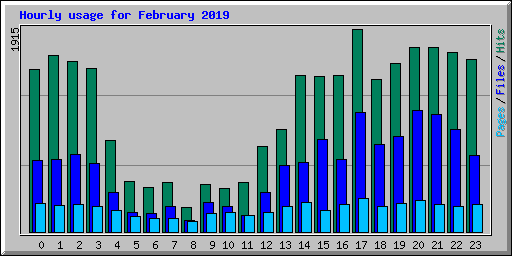 Hourly usage for February 2019
1915
Pages / Files / Hits
0 1 2 3 4 5 6 7 8 9 10 11 12 13 14 15 16 17 18 19 20 21 22 23